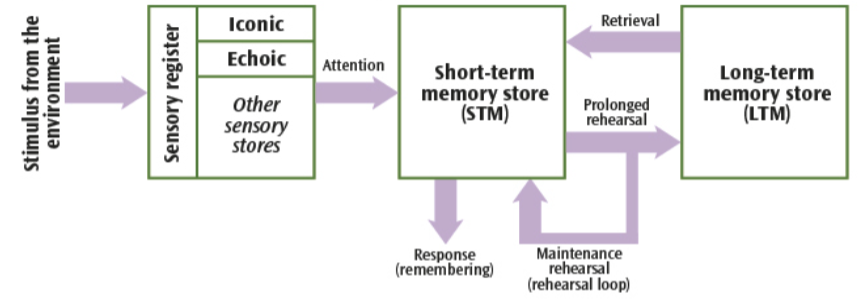 Stimulus from the
environment
Sensory register
Iconic
Echoic
Other
sensory
stores
Attention
Short-term
memory store
(STM)
Retrieval
Prolonged
rehearsal
Long-term
memory store
(LTM)
Response
(remembering)
Maintenance
rehearsal
(rehearsal loop)